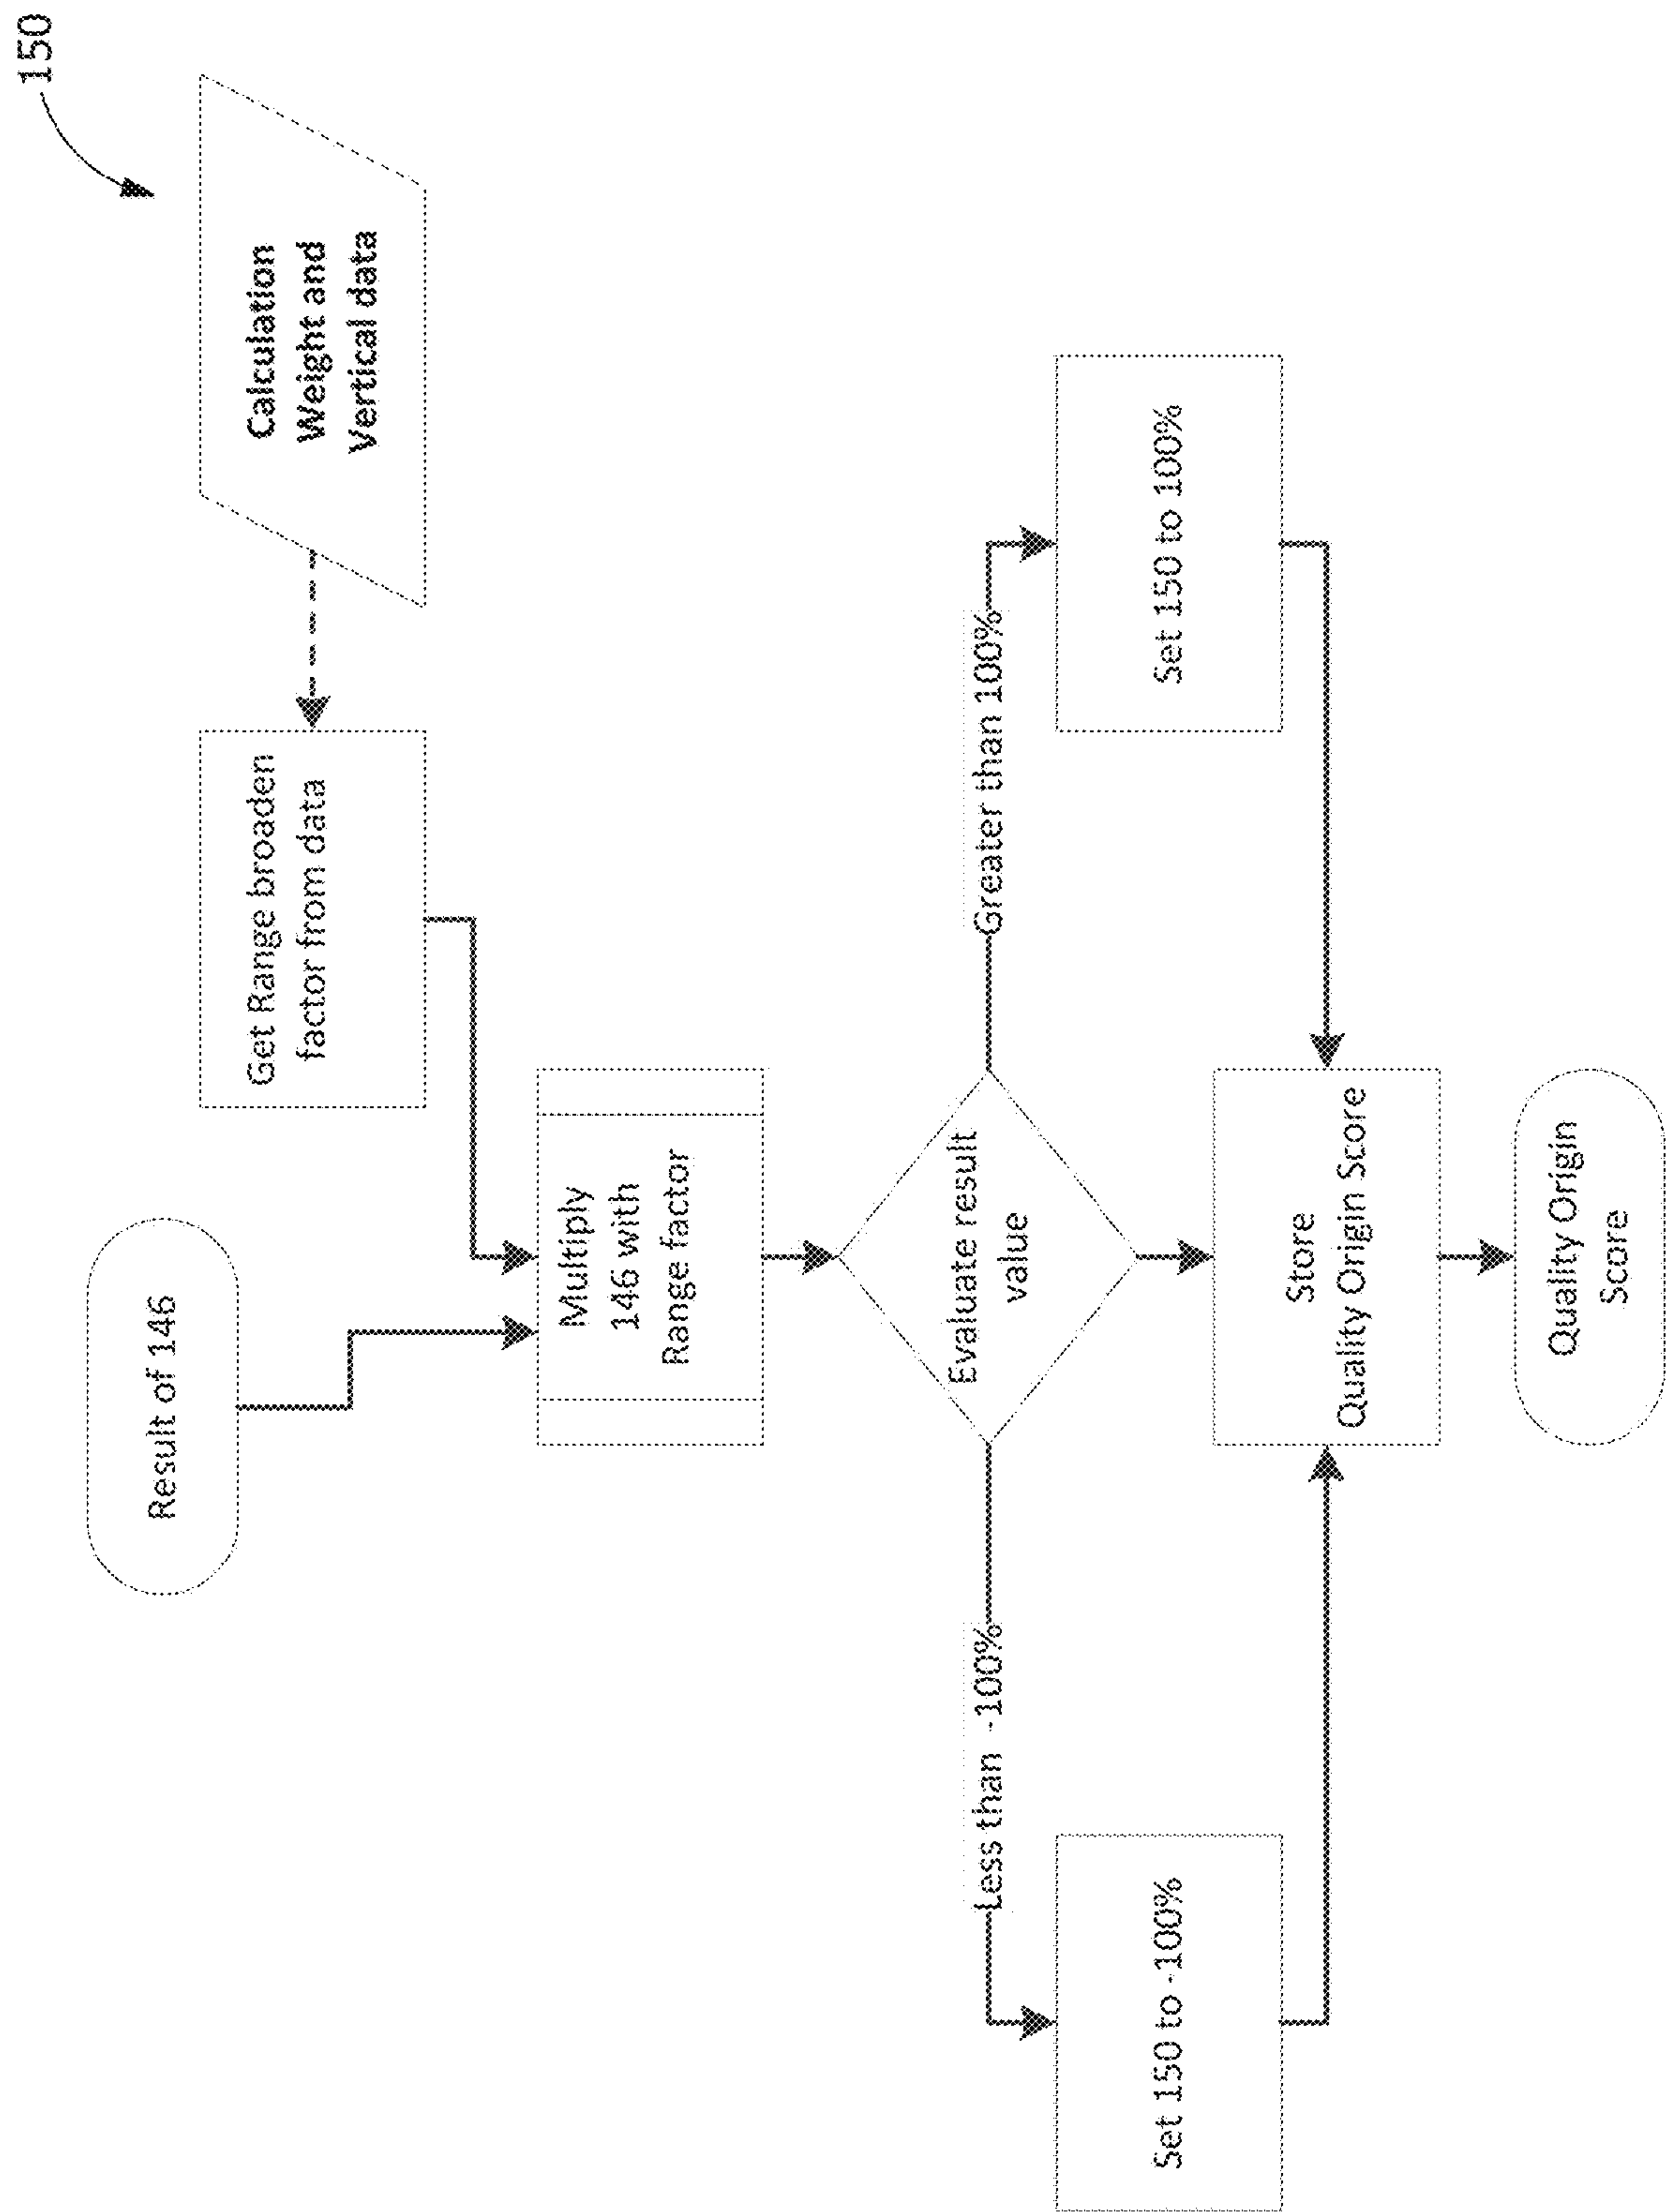 150
Result of 146
Calculation
Weight and
Vertical data
Get Range broaden
factor from data
Multiply
146 with
Range factor
Evaluate result
value
Less than -100%
Greater than 100%
Set 150 to -100%
Set 150 to 100%
Store
Quality Origin Score
Quality Origin
Score